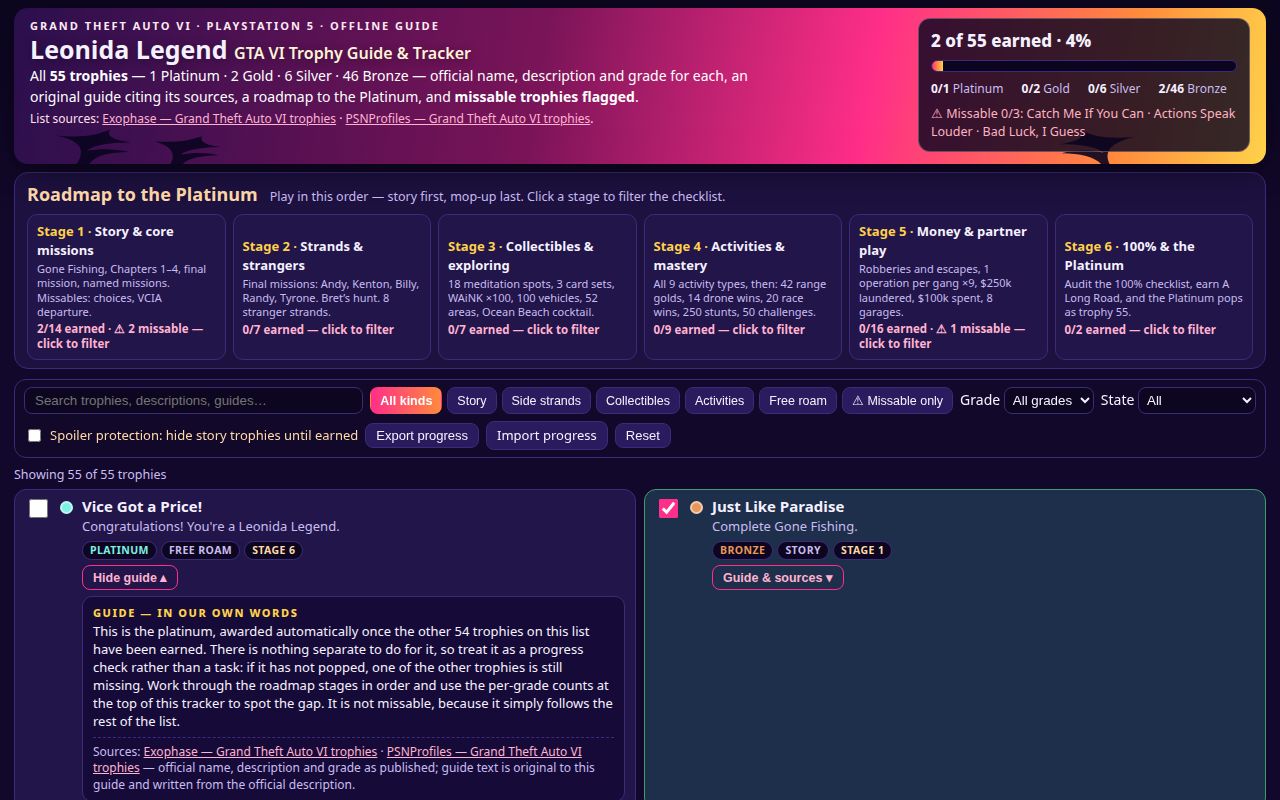 GRAND THEFT AUTO VI · PLAYSTATION 5 · OFFLINE GUIDE
Leonida Legend GTA VI Trophy Guide & Tracker
All 55 trophies — 1 Platinum · 2 Gold · 6 Silver · 46 Bronze — official name, description and grade for each, an
original guide citing its sources, a roadmap to the Platinum, and missable trophies flagged.
List sources: Exophase — Grand Theft Auto VI trophies · PSNProfiles — Grand Theft Auto VI trophies.
2 of 55 earned · 4%
0/1 Platinum 0/2 Gold 0/6 Silver 2/46 Bronze
⚠ Missable 0/3: Catch Me If You Can · Actions Speak
Louder · Bad Luck, I Guess
Roadmap to the Platinum Play in this order — story first, mop-up last. Click a stage to filter the checklist.
Stage 1 · Story & core
missions
Gone Fishing, Chapters 1–4, final
mission, named missions.
Missables: choices, VCIA
departure.
2/14 earned · ⚠ 2 missable —
click to filter
Stage 2 · Strands &
strangers
Final missions: Andy, Kenton, Billy,
Randy, Tyrone. Bret's hunt. 8
stranger strands.
0/7 earned — click to filter
Stage 3 · Collectibles &
exploring
18 meditation spots, 3 card sets,
WAiNK ×100, 100 vehicles, 52
areas, Ocean Beach cocktail.
0/7 earned — click to filter
Stage 4 · Activities &
mastery
All 9 activity types, then: 42 range
golds, 14 drone wins, 20 race
wins, 250 stunts, 50 challenges.
0/9 earned — click to filter
Stage 5 · Money & partner
play
Robberies and escapes, 1
operation per gang ×9, $250k
laundered, $100k spent, 8
garages.
0/16 earned · ⚠ 1 missable —
click to filter
Stage 6 · 100% & the
Platinum
Audit the 100% checklist, earn A
Long Road, and the Platinum pops
as trophy 55.
0/2 earned — click to filter
Search trophies, descriptions, guides…
All kinds
Story
Side strands
Collectibles
Activities
Free roam
⚠ Missable only
Grade All grades
State All
Spoiler protection: hide story trophies until earned
Export progress
Import progress
Reset
Showing 55 of 55 trophies
Vice Got a Price!
Congratulations! You're a Leonida Legend.
PLATINUM FREE ROAM STAGE 6
Hide guide ▴
GUIDE — IN OUR OWN WORDS
This is the platinum, awarded automatically once the other 54 trophies on this list
have been earned. There is nothing separate to do for it, so treat it as a progress
check rather than a task: if it has not popped, one of the other trophies is still
missing. Work through the roadmap stages in order and use the per-grade counts at
the top of this tracker to spot the gap. It is not missable, because it simply follows the
rest of the list.
Sources: Exophase — Grand Theft Auto VI trophies · PSNProfiles — Grand Theft Auto VI
trophies — official name, description and grade as published; guide text is original to this
guide and written from the official description.
Just Like Paradise
Complete Gone Fishing.
BRONZE STORY STAGE 1
Guide & sources ▾